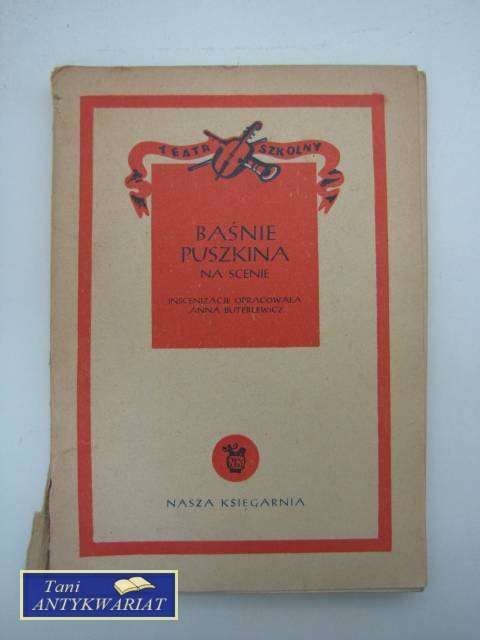 TEATR SZKOLNY
BAŚNIE
PUSZKINA
NA SCENIE
INSCENIZACJE OPRACOWAŁA
ANNA BUTERLEWICZ
NASZA KSIĘGARNIA
Tani
ANTYKWARIAT